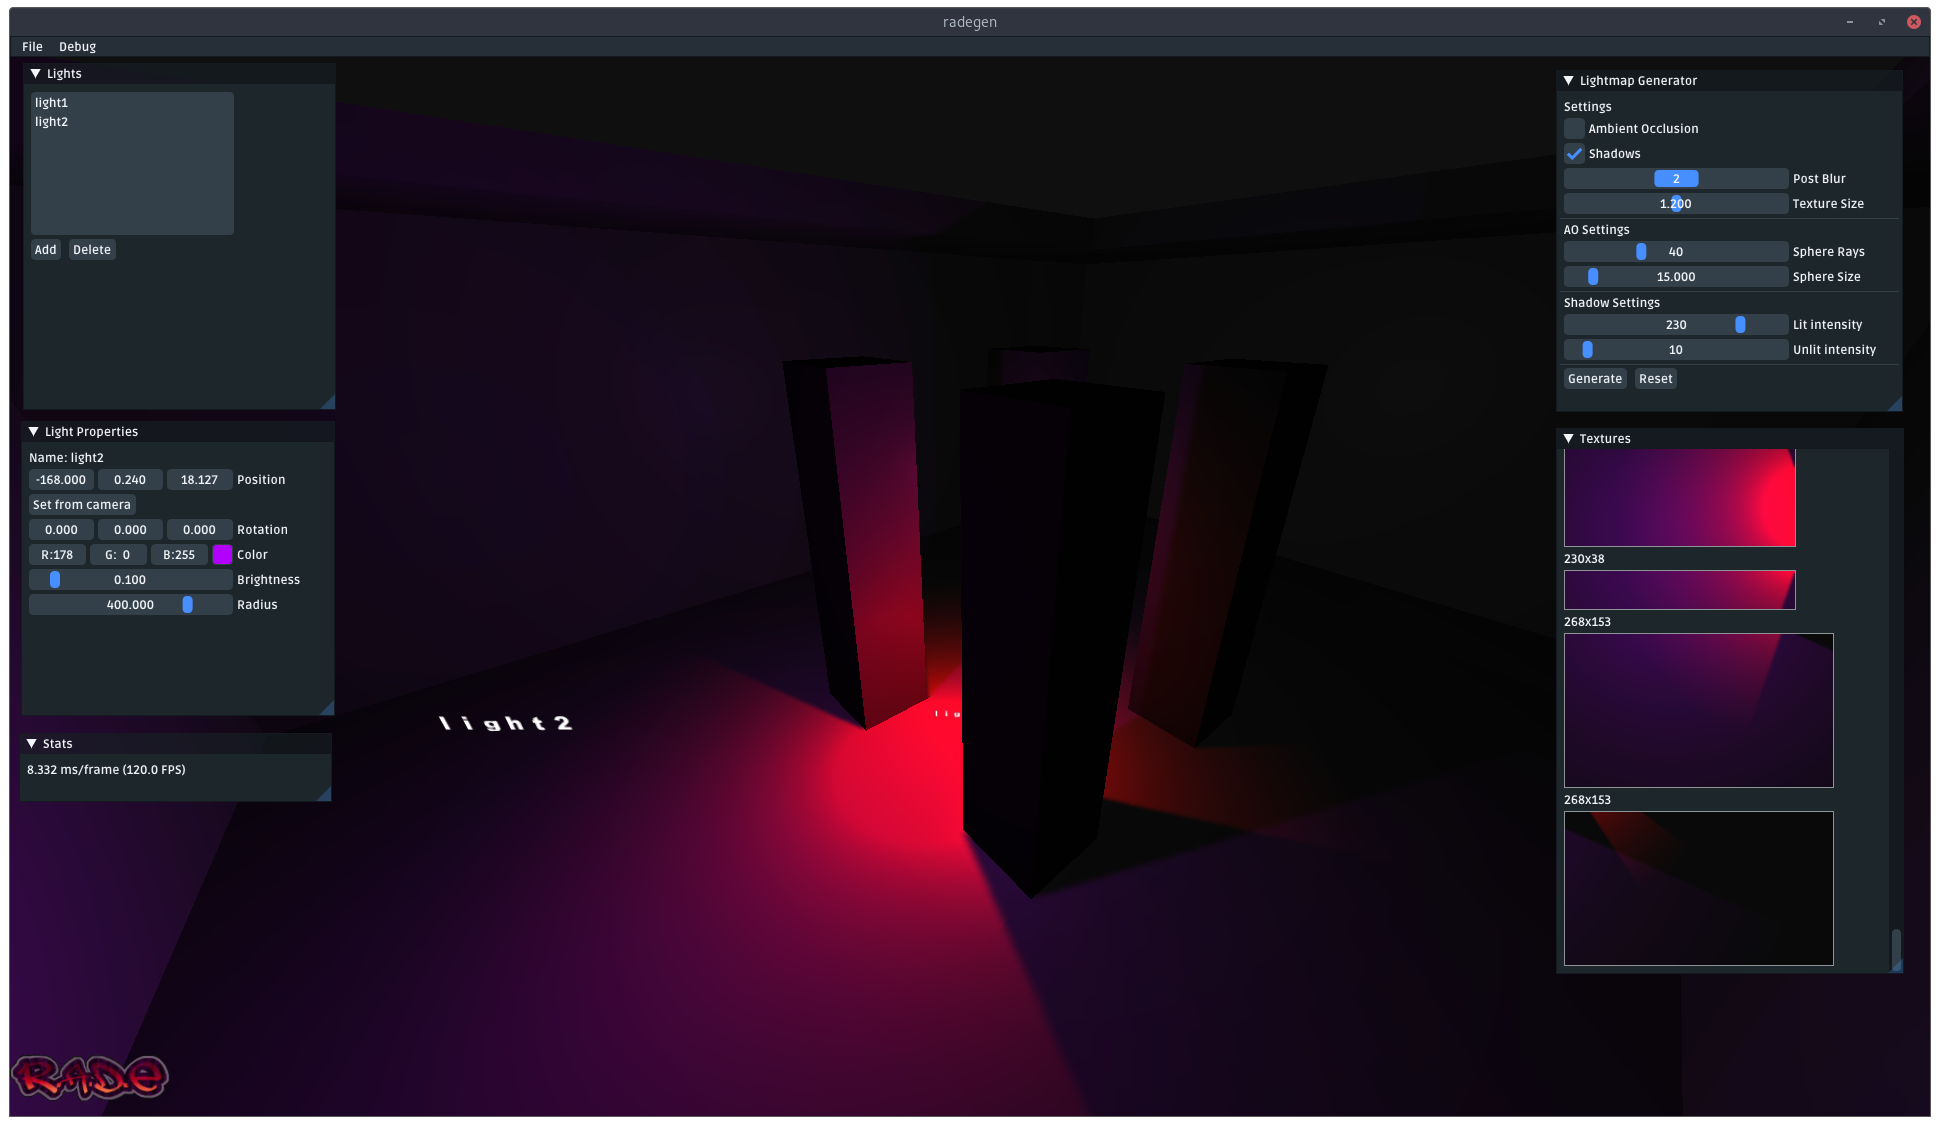 radegen
File Debug
Lights
light1
light2
Add Delete
Light Properties
Name: light2
-168.000 0.240 18.127 Position
Set from camera
0.000 0.000 0.000 Rotation
R:178 G: 0 B:255 Color
0.100 Brightness
400.000 Radius
Stats
8.332 ms/frame (120.0 FPS)
light2
lig
RADE
Lightmap Generator
Settings
Ambient Occlusion
Shadows
2 Post Blur
1.200 Texture Size
AO Settings
40 Sphere Rays
15.000 Sphere Size
Shadow Settings
230 Lit intensity
10 Unlit intensity
Generate Reset
Textures
230x38
268x153
268x153